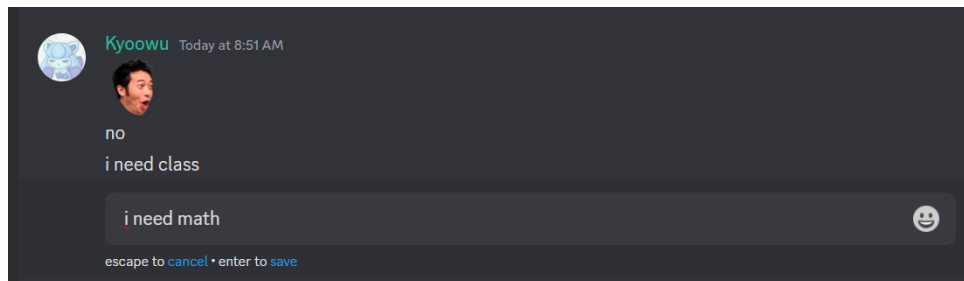 Kyoowu Today at 8:51 AM
no
i need class
i need math
escape to cancel • enter to save